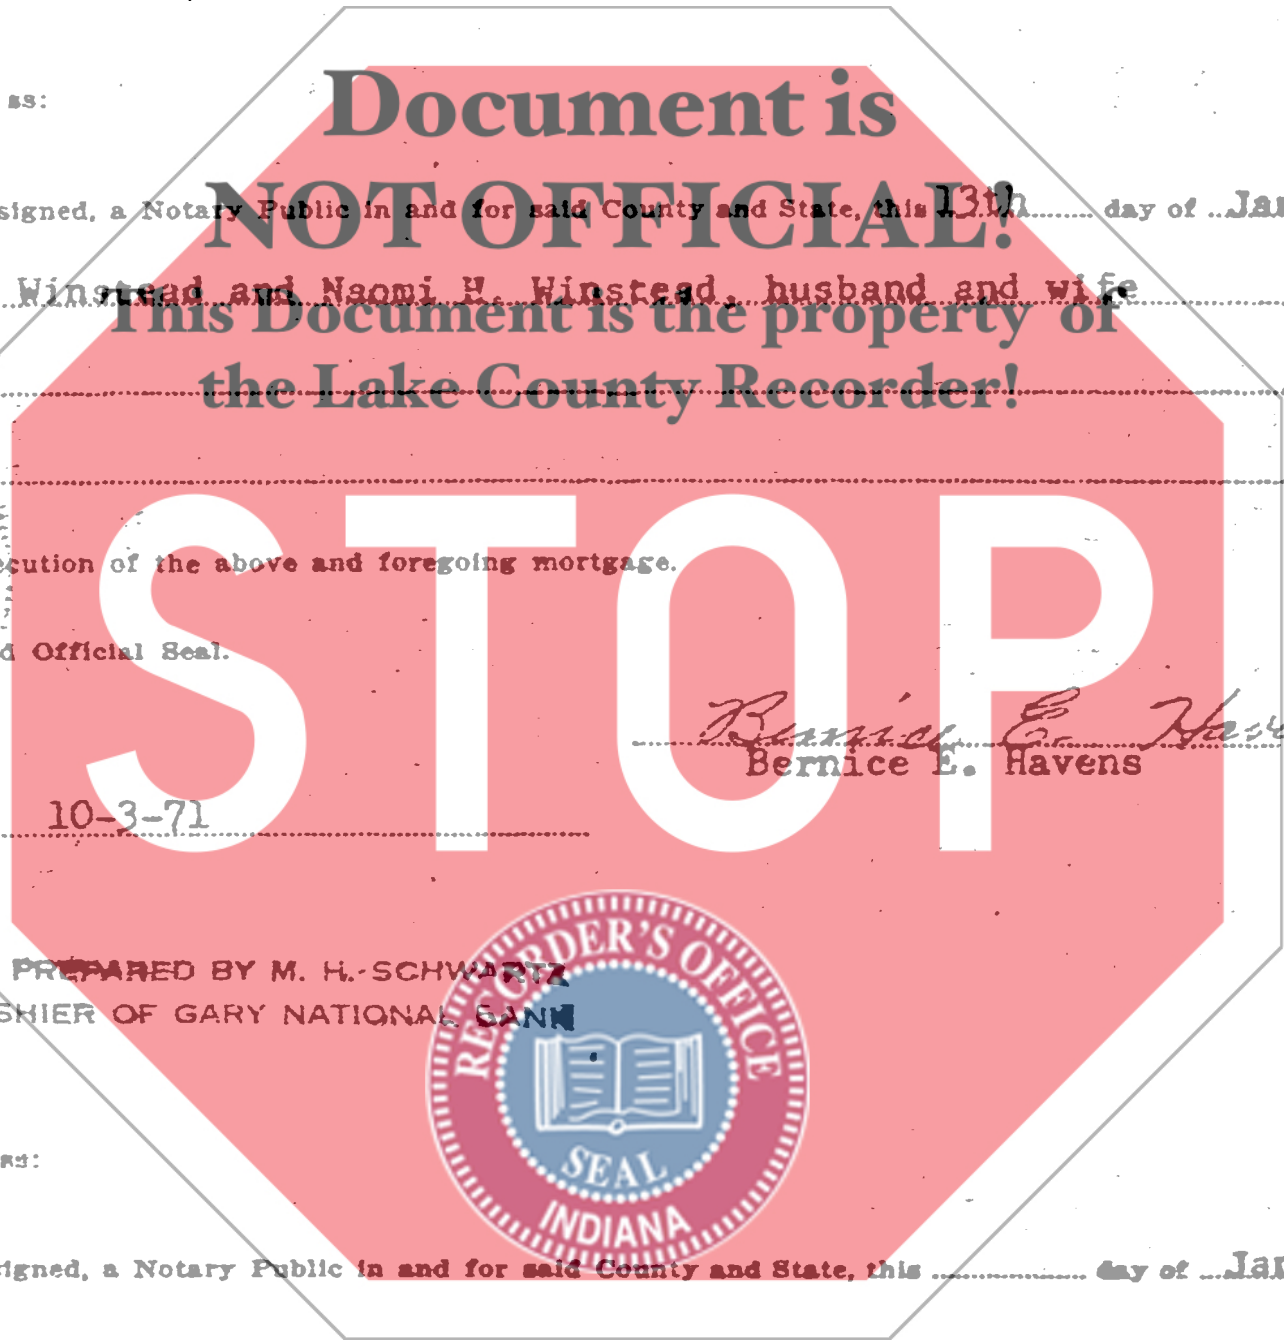 ss:
Document is
NOT OFFICIAL!
signed, a Notary Public in and for said County and State, this 13th day of Jan
Winstead and Naomi H. Winstead, husband and wife
This Document is the property of
the Lake County Recorder!
STOP
cution of the above and foregoing mortgage.
d Official Seal.
Bernice E. Hav
Bernice E. Havens
10-3-71
PREPARED BY M. H. SCHWARTZ
SHIER OF GARY NATIONAL BANK
RECORDER'S OFFICE
SEAL
INDIANA
ss:
igned, a Notary Public in and for said County and State, this day of Jan